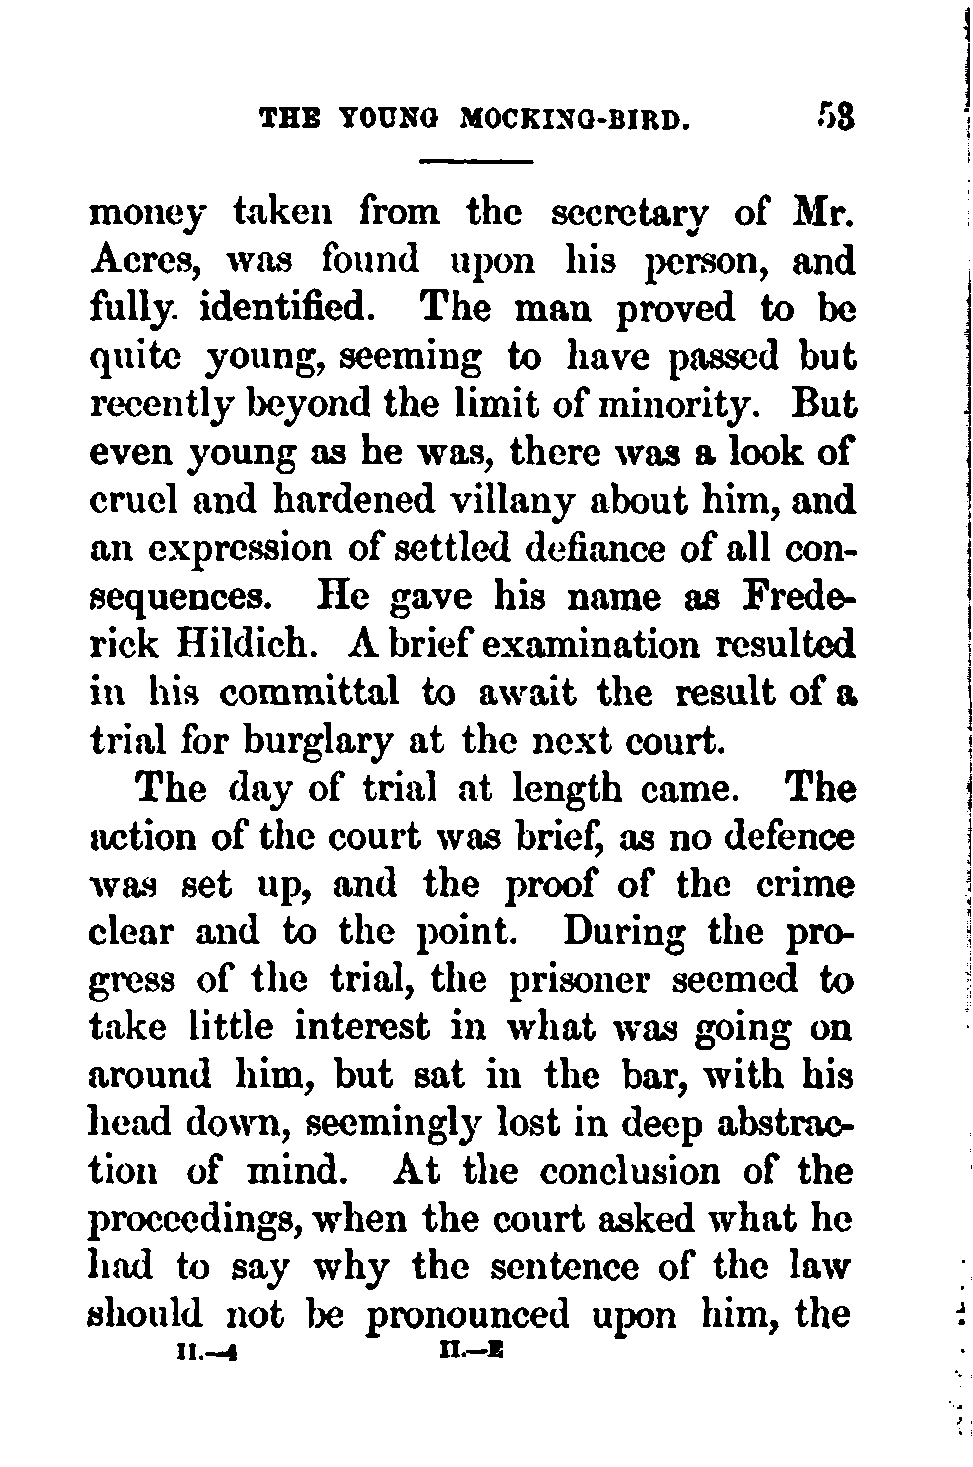 THE YOUNG MOCKING-BIRD. 53
money taken from the secretary of Mr.
Acres, was found upon his person, and
fully. identified. The man proved to be
quite young, seeming to have passed but
recently beyond the limit of minority. But
even young as he was, there was a look of
cruel and hardened villany about him, and
an expression of settled defiance of all con-
sequences. He gave his name as Frede-
rick Hildich. A brief examination resulted
in his committal to await the result of a
trial for burglary at the next court.
The day of trial at length came. The
action of the court was brief, as no defence
was set up, and the proof of the crime
clear and to the point. During the pro-
gress of the trial, the prisoner seemed to
take little interest in what was going on
around him, but sat in the bar, with his
head down, seemingly lost in deep abstrac-
tion of mind. At the conclusion of the
proceedings, when the court asked what he
had to say why the sentence of the law
should not be pronounced upon him, the
II.—4 II.—E